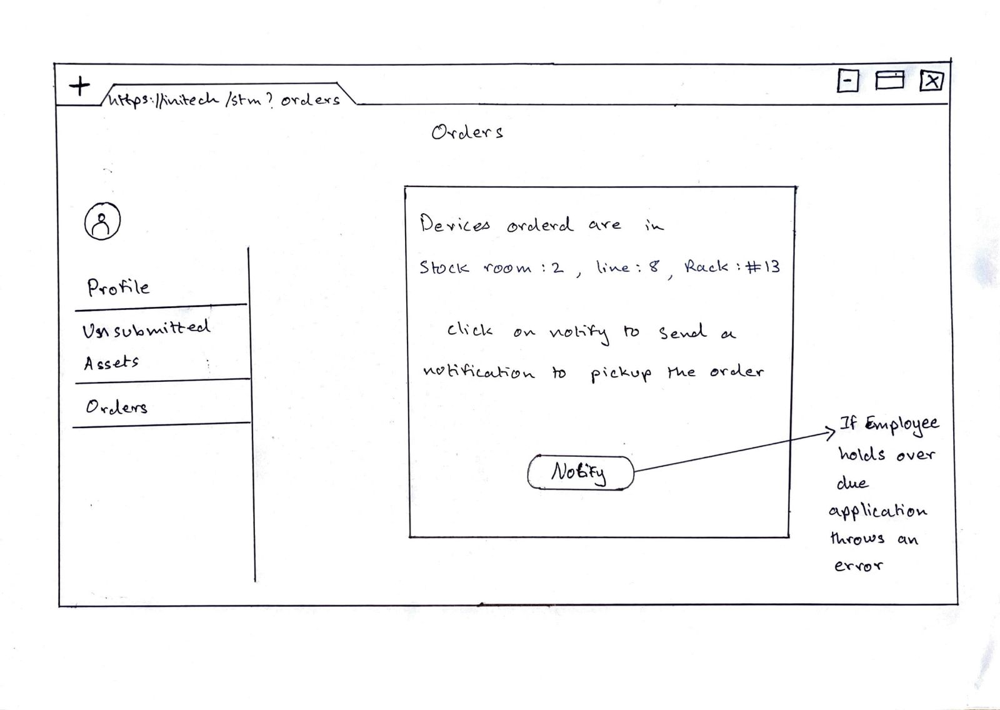 https://initech/stm? orders
Orders
Profile
Unsubmitted
Assets
Orders
Devices orderd are in
Stock room : 2 , line : 8 , Rack : #13
click on notify to send a
notification to pickup the order
Notify
If Employee
holds over
due
application
throws an
error